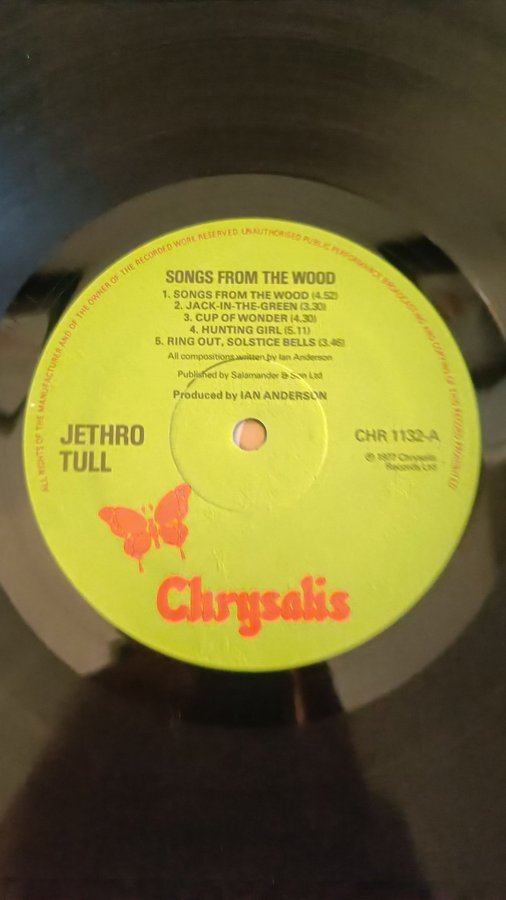 ALL RIGHTS OF THE MANUFACTURER AND OF THE OWNER OF THE RECORDED WORK RESERVED. UNAUTHORISED PUBLIC PERFORMANCE, BROADCASTING AND COPYING OF THIS RECORD PROHIBITED
SONGS FROM THE WOOD
1. SONGS FROM THE WOOD (4.52)
2. JACK-IN-THE-GREEN (3.30)
3. CUP OF WONDER (4.30)
4. HUNTING GIRL (5.11)
5. RING OUT, SOLSTICE BELLS (3.46)
All compositions written by Ian Anderson
Published by Salamander & Son Ltd
Produced by IAN ANDERSON
JETHRO
TULL
CHR 1132-A
℗ 1977 Chrysalis
Records Ltd
Chrysalis